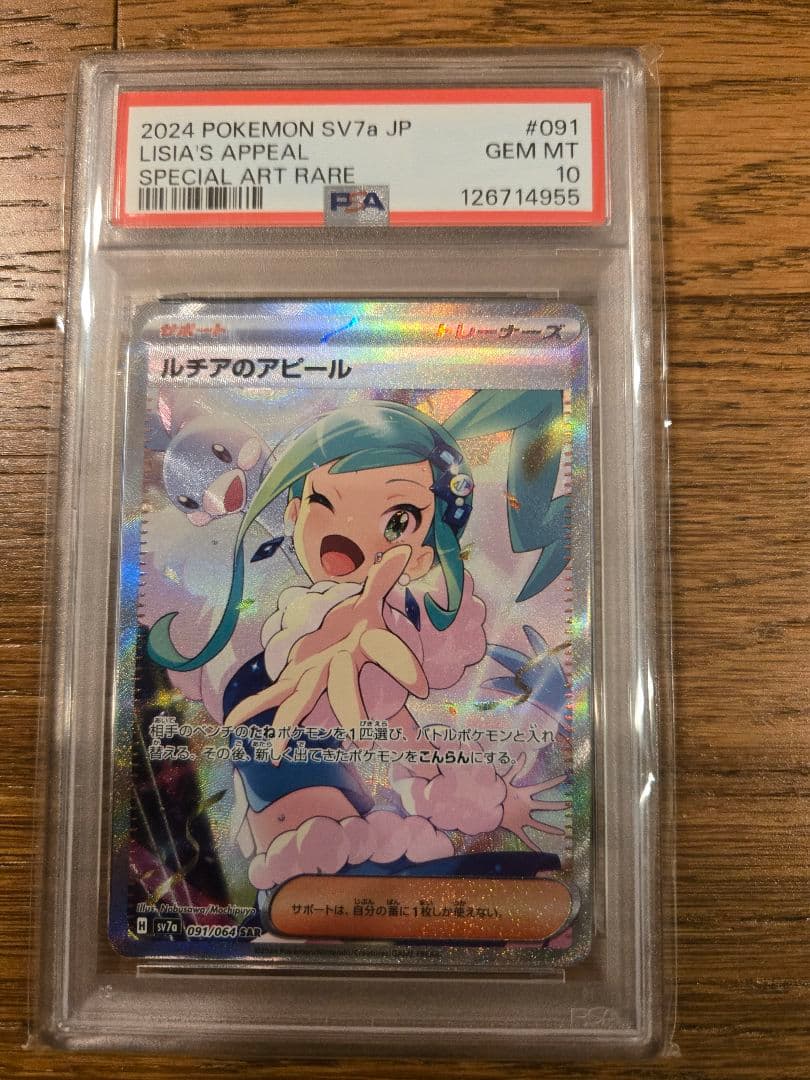 2024 POKEMON SV7a JP #091
LISIA'S APPEAL GEM MT
SPECIAL ART RARE 10
PSA 126714955
サポート トレーナーズ
ルチアのアピール
相手のベンチのたねポケモンを1匹選び、バトルポケモンと入れ
替える。その後、新しく出てきたポケモンをこんらんにする。
サポートは、自分の番に1枚しか使えない。
Illus. Nobusawa/Mochipuyo
H sv7a 091/064 SAR
PSA